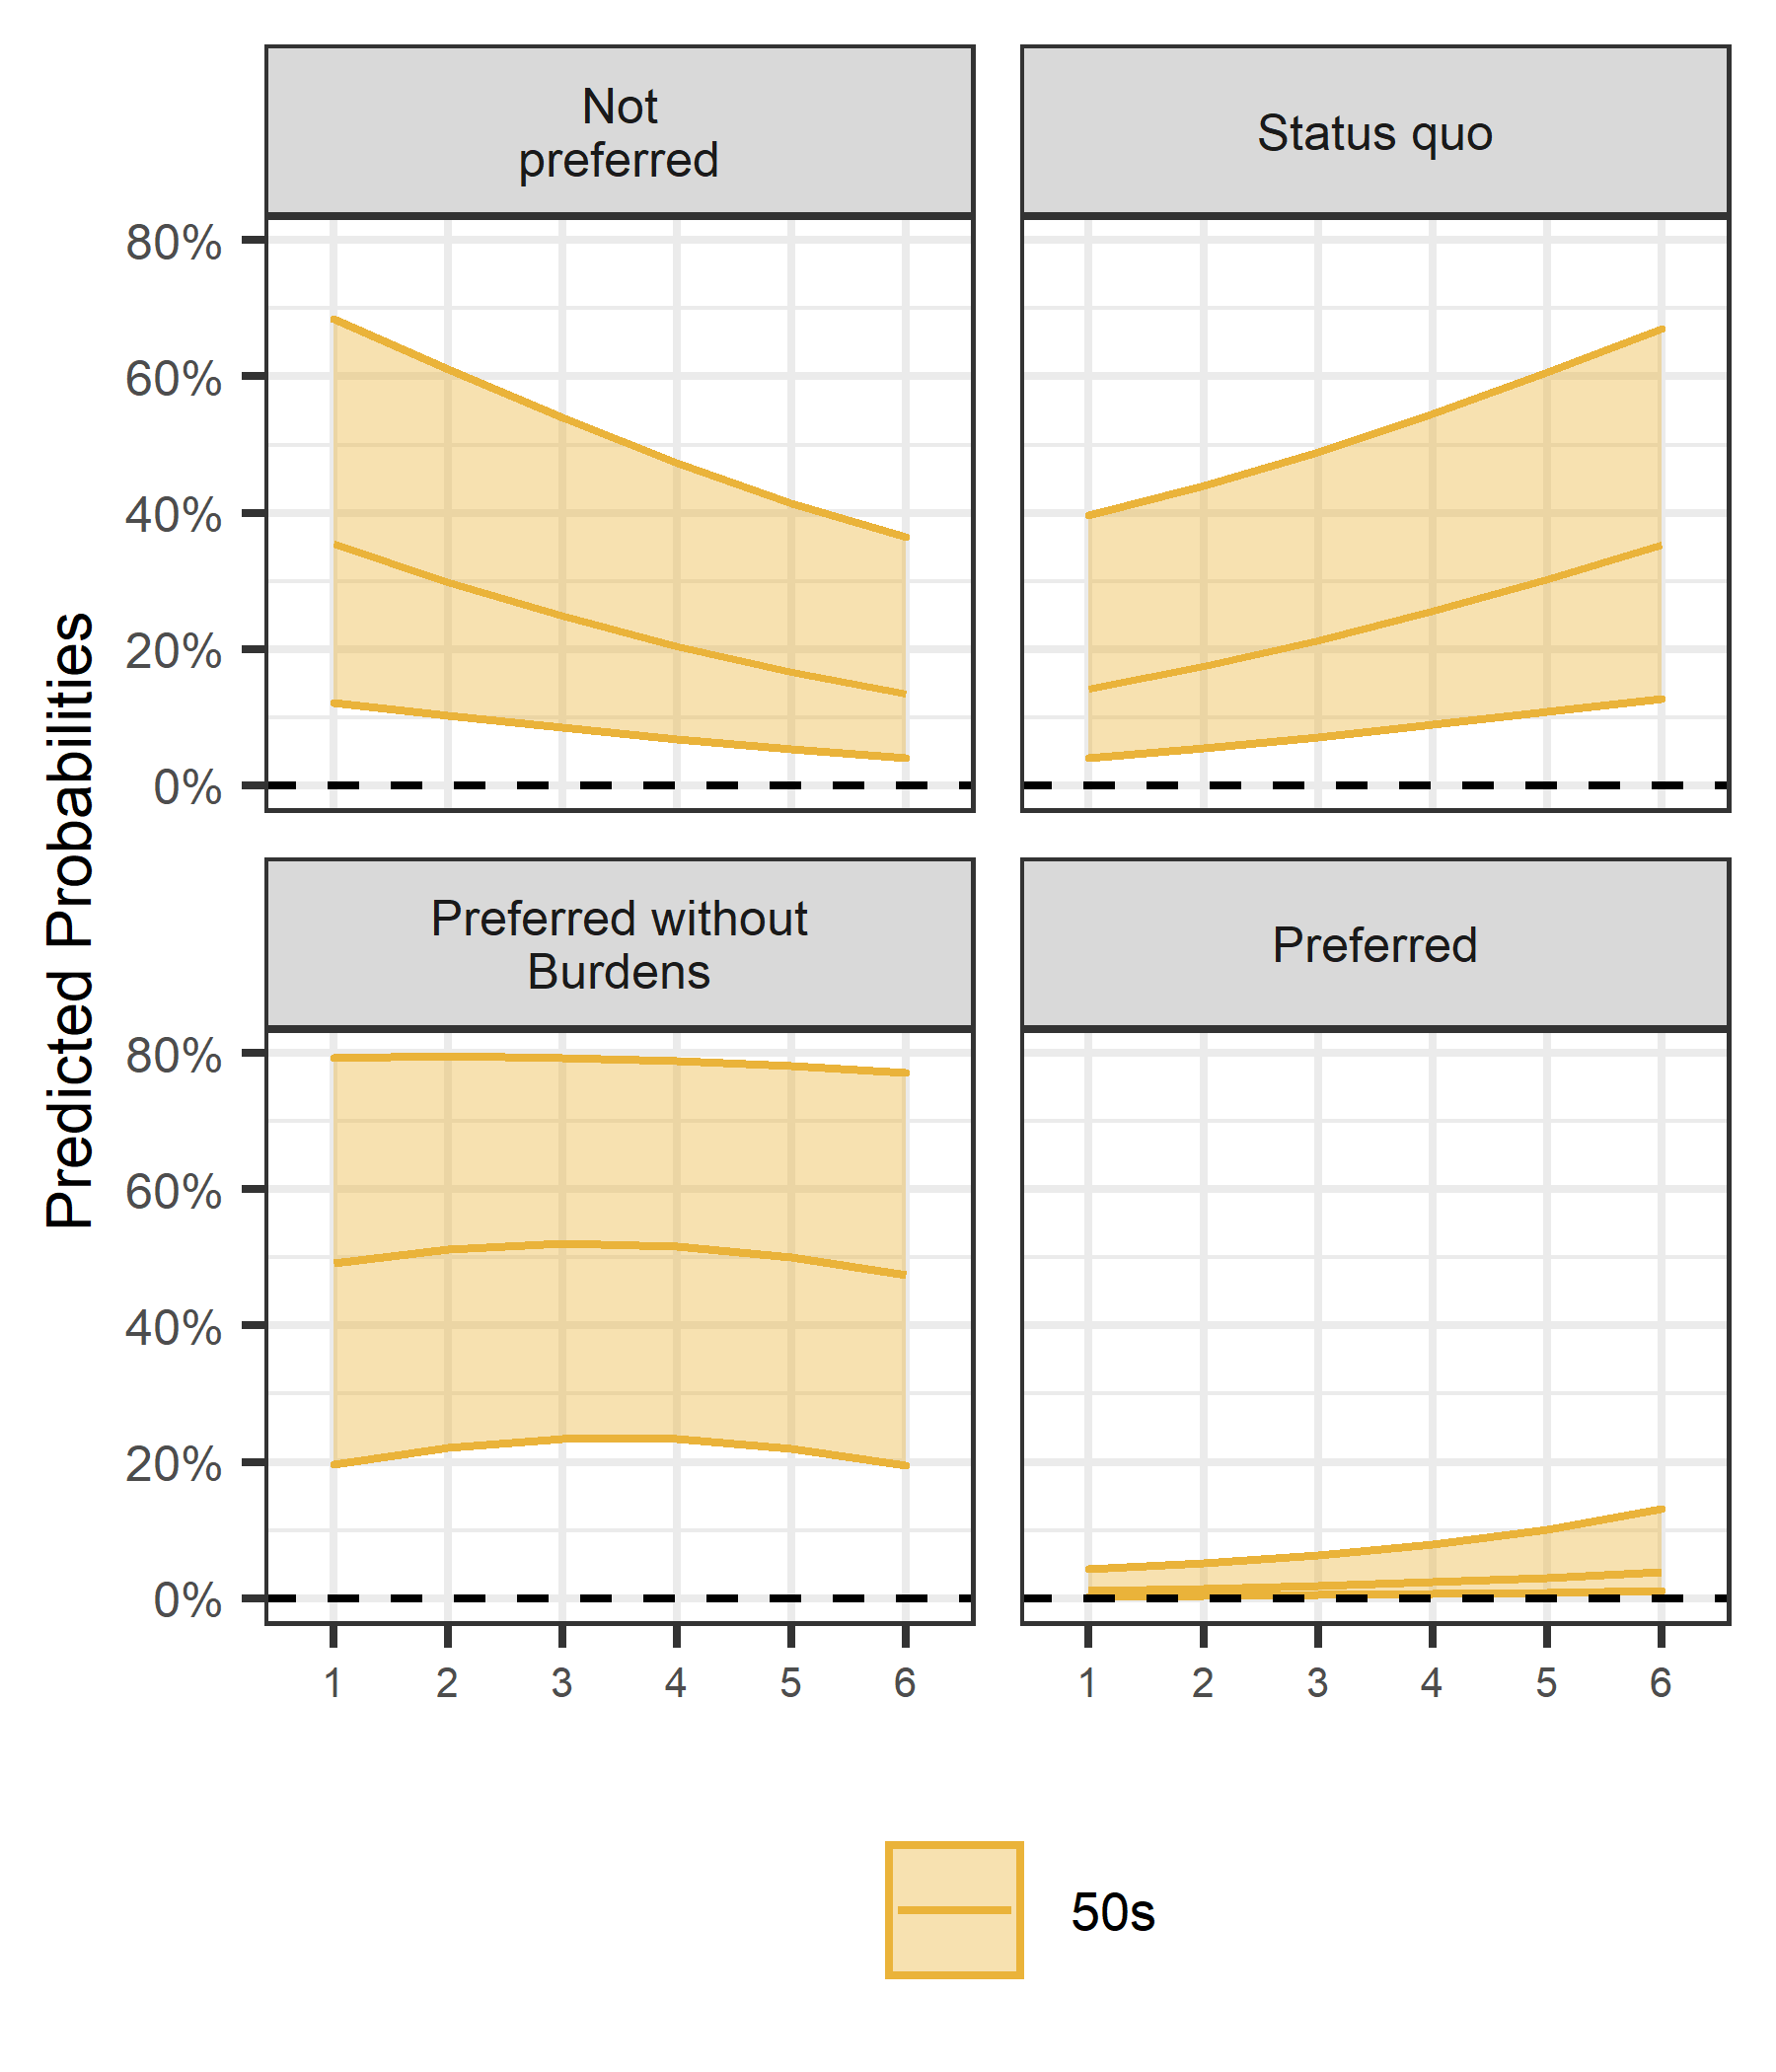 Not
preferred
Status quo
80%
60%
40%
20%
0%
Predicted Probabilities
Preferred without
Burdens
Preferred
80%
60%
40%
20%
0%
1 2 3 4 5 6
1 2 3 4 5 6
50s